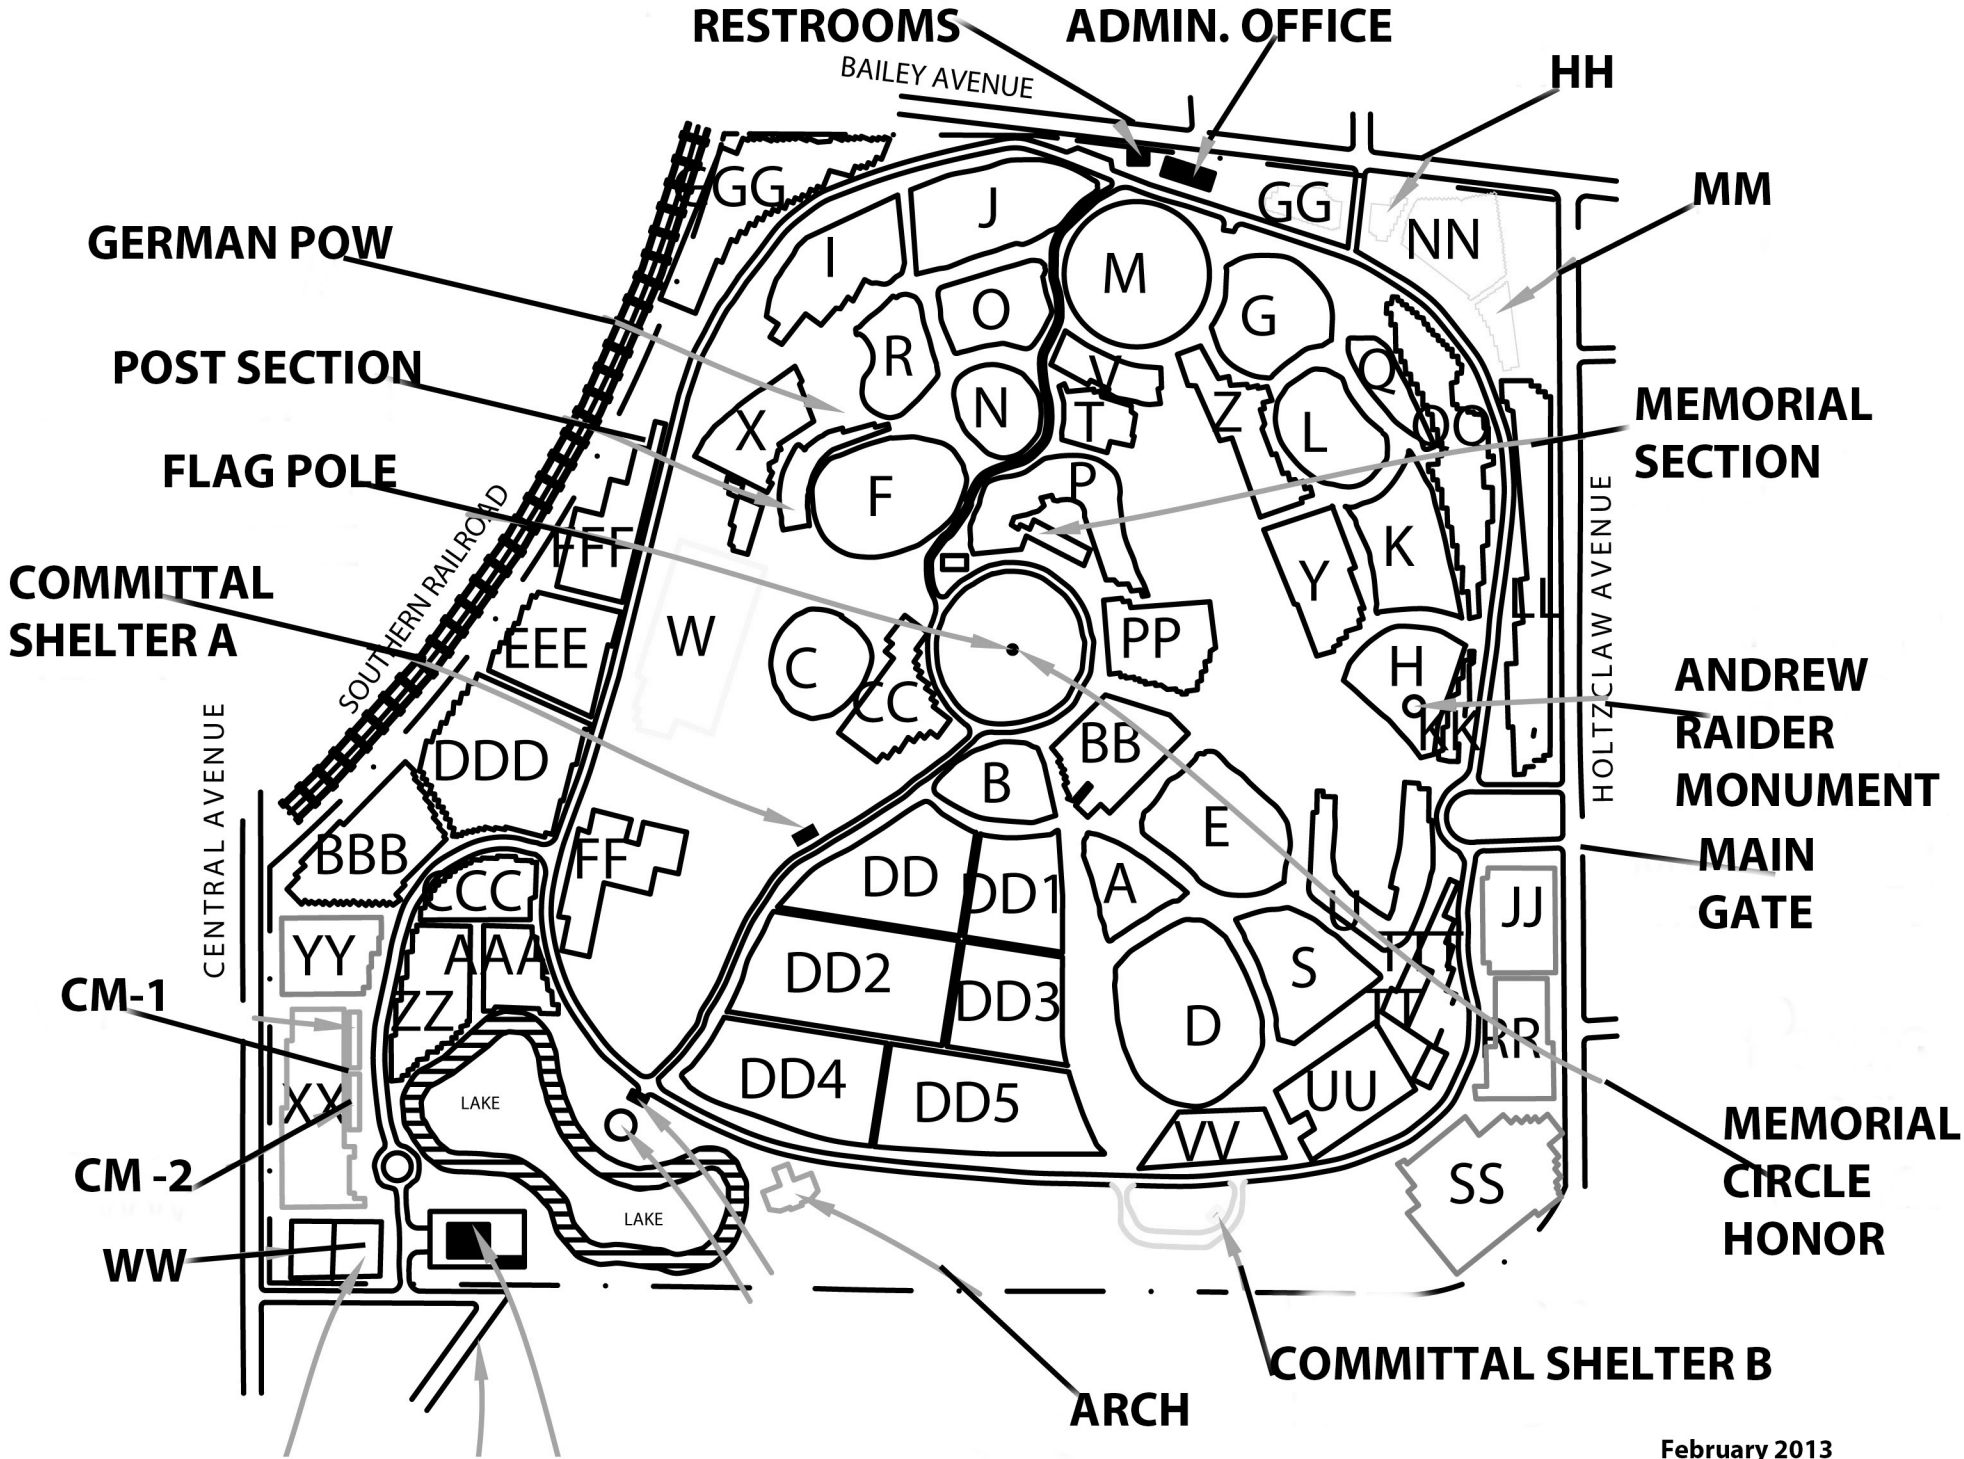 RESTROOMS
ADMIN. OFFICE
BAILEY AVENUE
HH
MM
GERMAN POW
POST SECTION
FLAG POLE
COMMITTAL
SHELTER A
SOUTHERN RAILROAD
CENTRAL AVENUE
CM-1
CM -2
WW
GGG
GG
NN
J
I
M
G
O
R
N
V
T
Z
L
Q
QQ
X
F
P
K
Y
MEMORIAL
SECTION
HOLTZCLAW AVENUE
FFF
LL
EEE
W
C
CC
PP
H
KK
ANDREW
RAIDER
MONUMENT
MAIN
GATE
DDD
BB
B
E
BBB
FF
CCC
DD
DD1
A
U
JJ
YY
AAA
ZZ
DD2
DD3
S
D
TT
RR
XX
LAKE
DD4
DD5
UU
VV
SS
LAKE
MEMORIAL
CIRCLE
HONOR
COMMITTAL SHELTER B
ARCH
February 2013